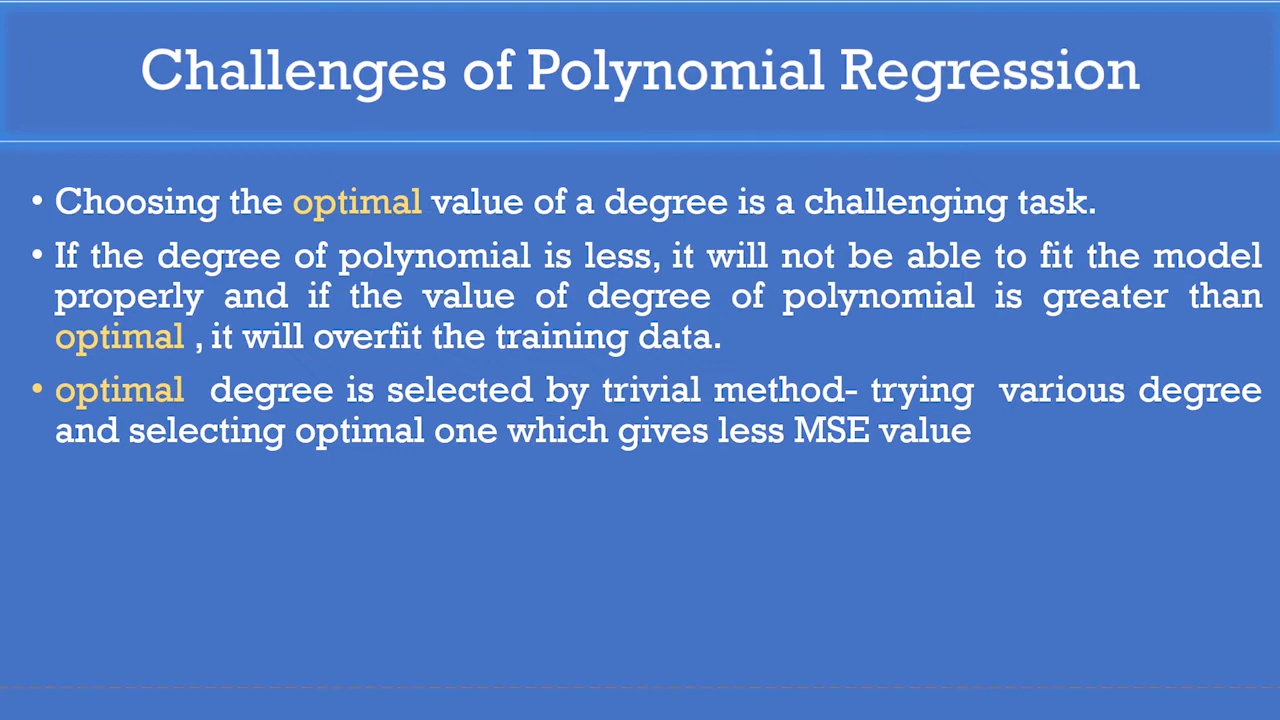 Challenges of Polynomial Regression
• Choosing the optimal value of a degree is a challenging task.
• If the degree of polynomial is less, it will not be able to fit the model
properly and if the value of degree of polynomial is greater than
optimal , it will overfit the training data.
• optimal degree is selected by trivial method- trying various degree
and selecting optimal one which gives less MSE value